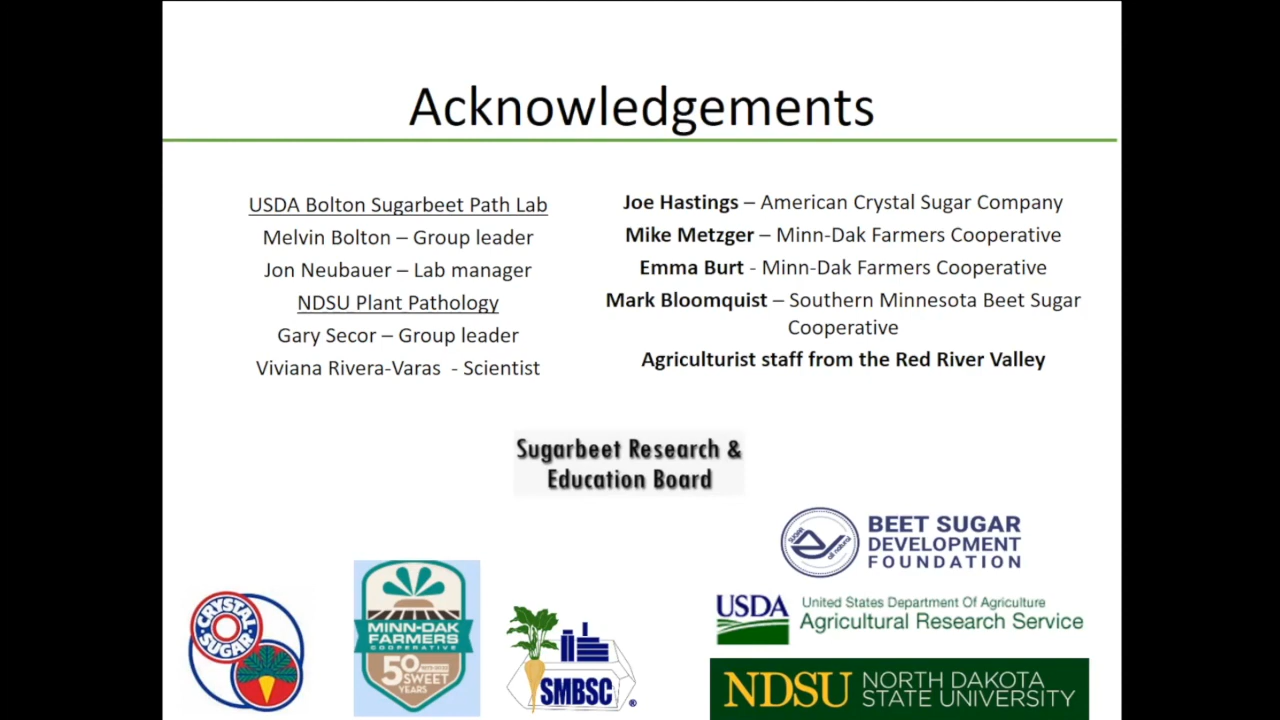 Acknowledgements
USDA Bolton Sugarbeet Path Lab
Melvin Bolton – Group leader
Jon Neubauer – Lab manager
NDSU Plant Pathology
Gary Secor – Group leader
Viviana Rivera-Varas  - Scientist
Joe Hastings – American Crystal Sugar Company
Mike Metzger – Minn-Dak Farmers Cooperative
Emma Burt - Minn-Dak Farmers Cooperative
Mark Bloomquist – Southern Minnesota Beet Sugar
Cooperative
Agriculturist staff from the Red River Valley
Sugarbeet Research &
Education Board
BEET SUGAR
DEVELOPMENT
FOUNDATION
SUGAR
all natural
CRYSTAL
SUGAR
MINN-DAK
FARMERS
COOPERATIVE
50
SWEET
YEARS
SMBSC
®
USDA
United States Department Of Agriculture
Agricultural Research Service
NDSU
NORTH DAKOTA
STATE UNIVERSITY